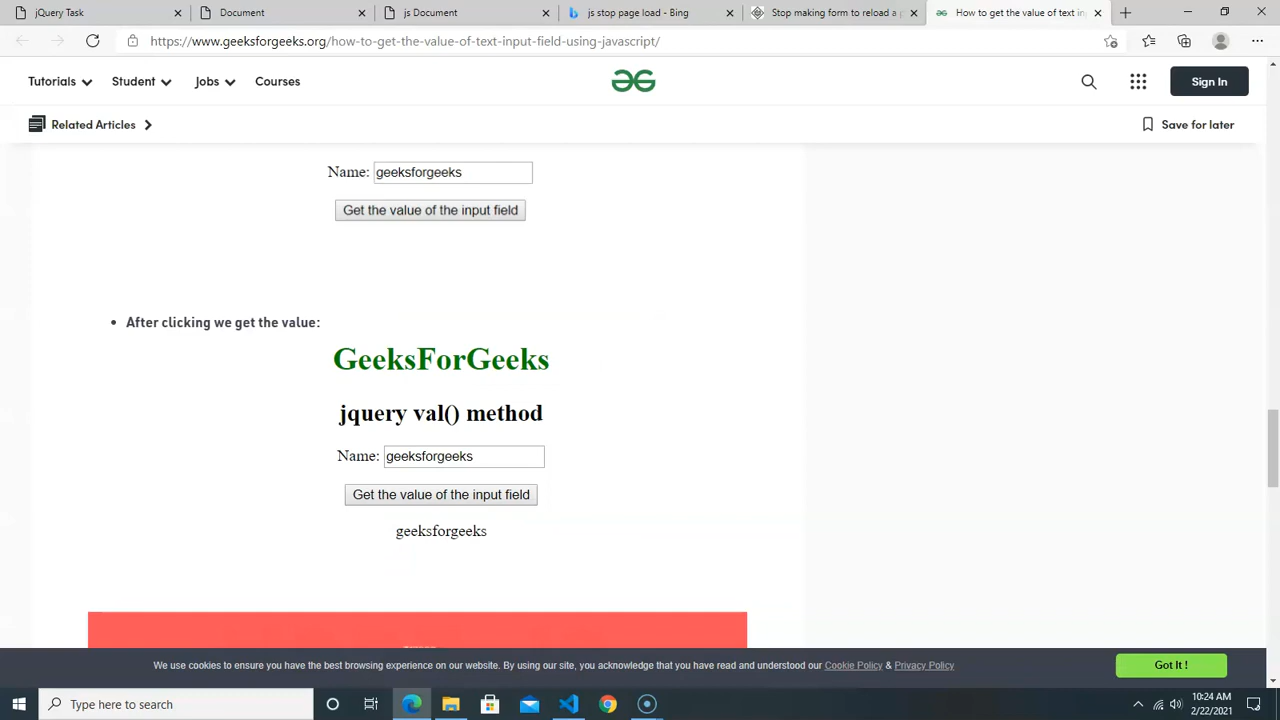 jQuery Task
Document
js Document
js stop page load - Bing
Stop making form to reload a p
How to get the value of text in
https://www.geeksforgeeks.org/how-to-get-the-value-of-text-input-field-using-javascript/
Tutorials
Student
Jobs
Courses
Sign In
Related Articles
Save for later
Name: geeksforgeeks
Get the value of the input field
After clicking we get the value:
GeeksForGeeks
jquery val() method
Name: geeksforgeeks
Get the value of the input field
geeksforgeeks
We use cookies to ensure you have the best browsing experience on our website. By using our site, you acknowledge that you have read and understood our Cookie Policy & Privacy Policy
Got It !
Type here to search
10:24 AM
2/22/2021